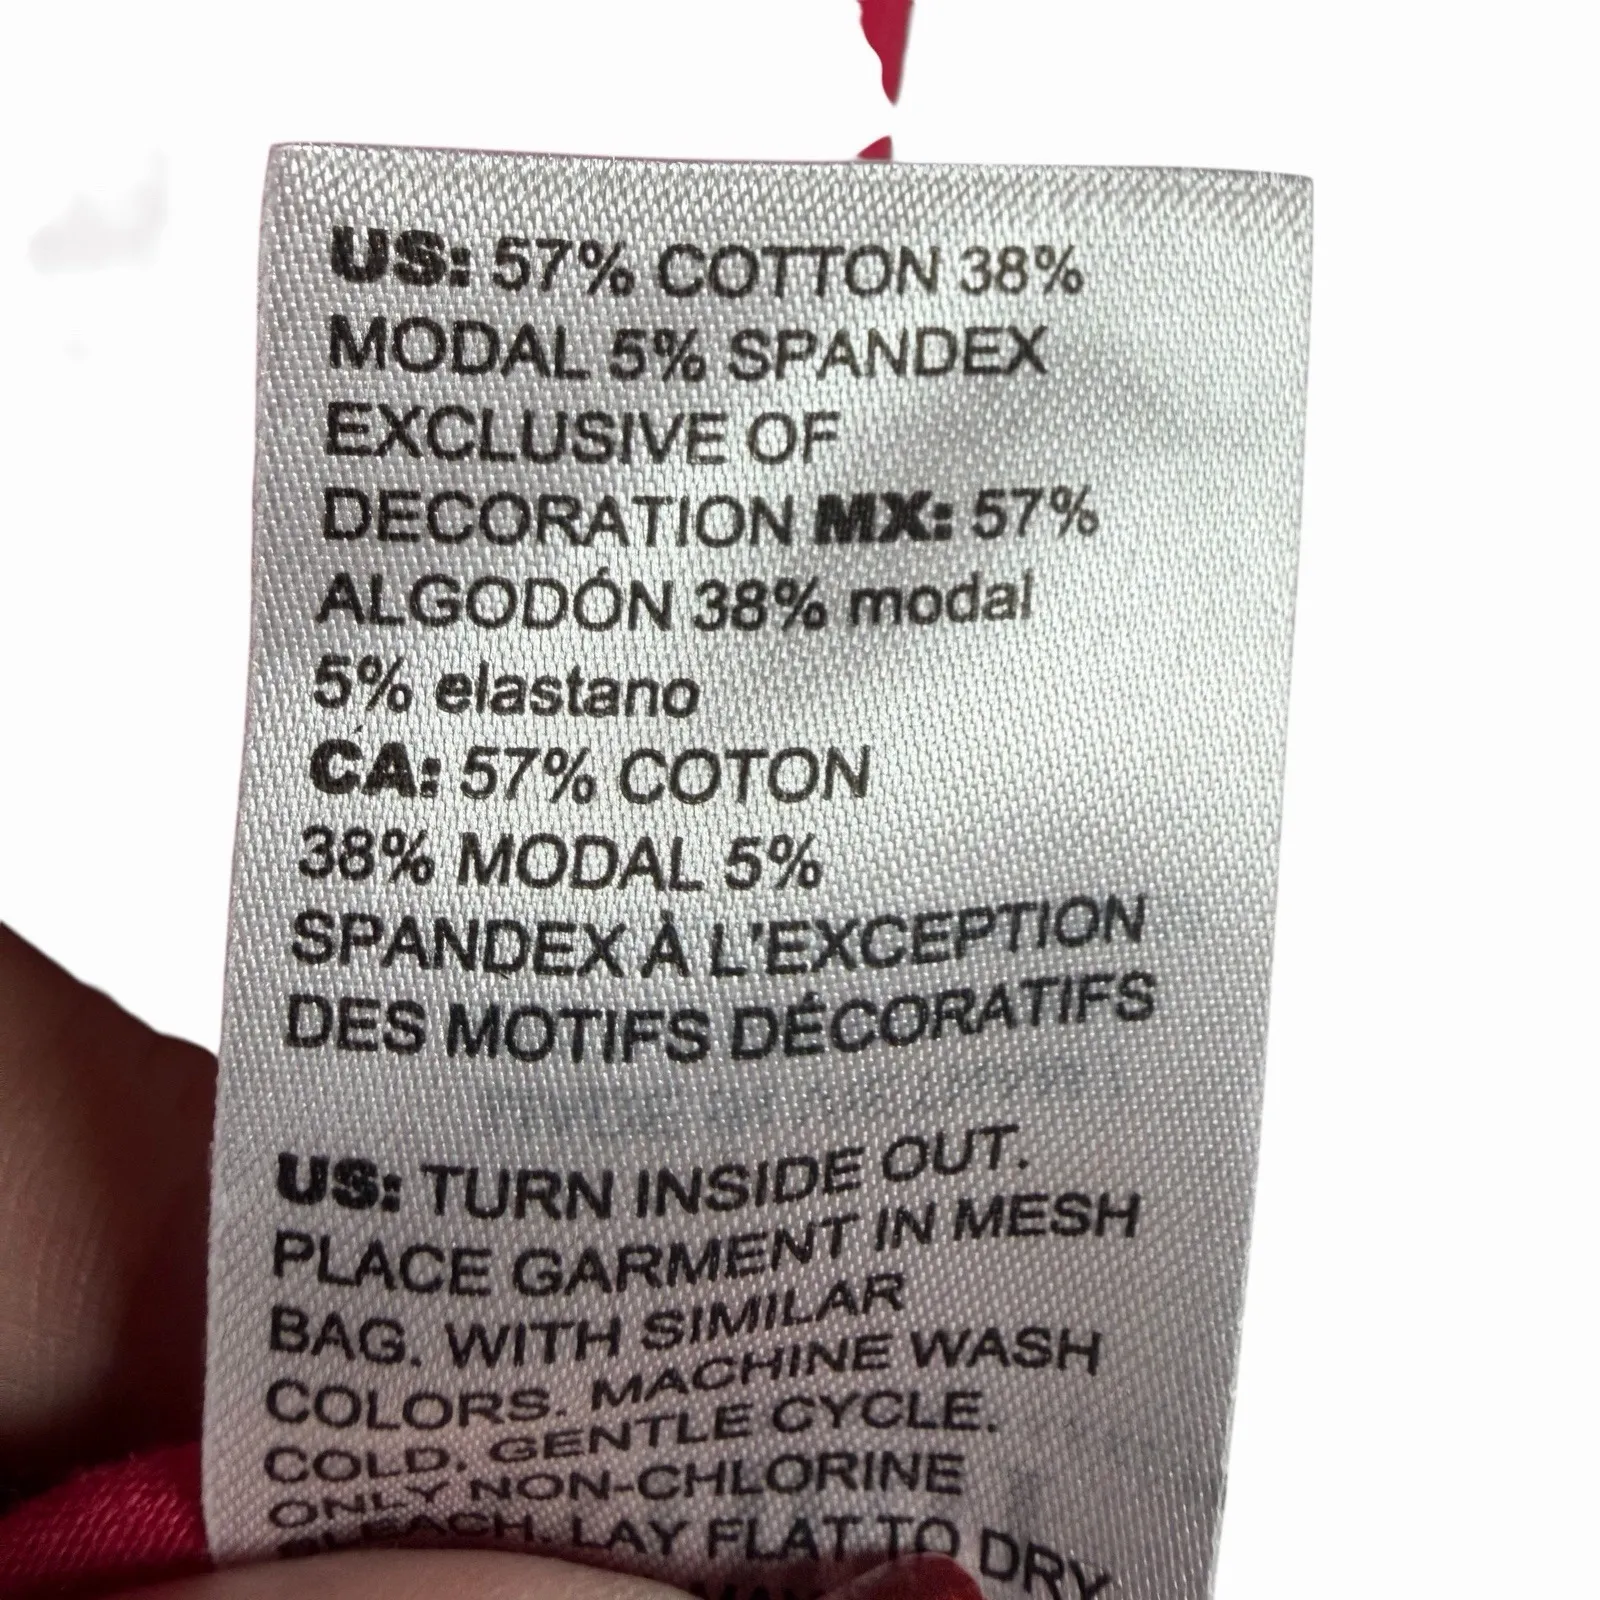 US: 57% COTTON 38%
MODAL 5% SPANDEX
EXCLUSIVE OF
DECORATION MX: 57%
ALGODÓN 38% modal
5% elastano
CA: 57% COTON
38% MODAL 5%
SPANDEX À L'EXCEPTION
DES MOTIFS DÉCORATIFS
US: TURN INSIDE OUT.
PLACE GARMENT IN MESH
BAG. WITH SIMILAR
COLORS. MACHINE WASH
COLD. GENTLE CYCLE.
ONLY NON-CHLORINE
BLEACH. LAY FLAT TO DRY